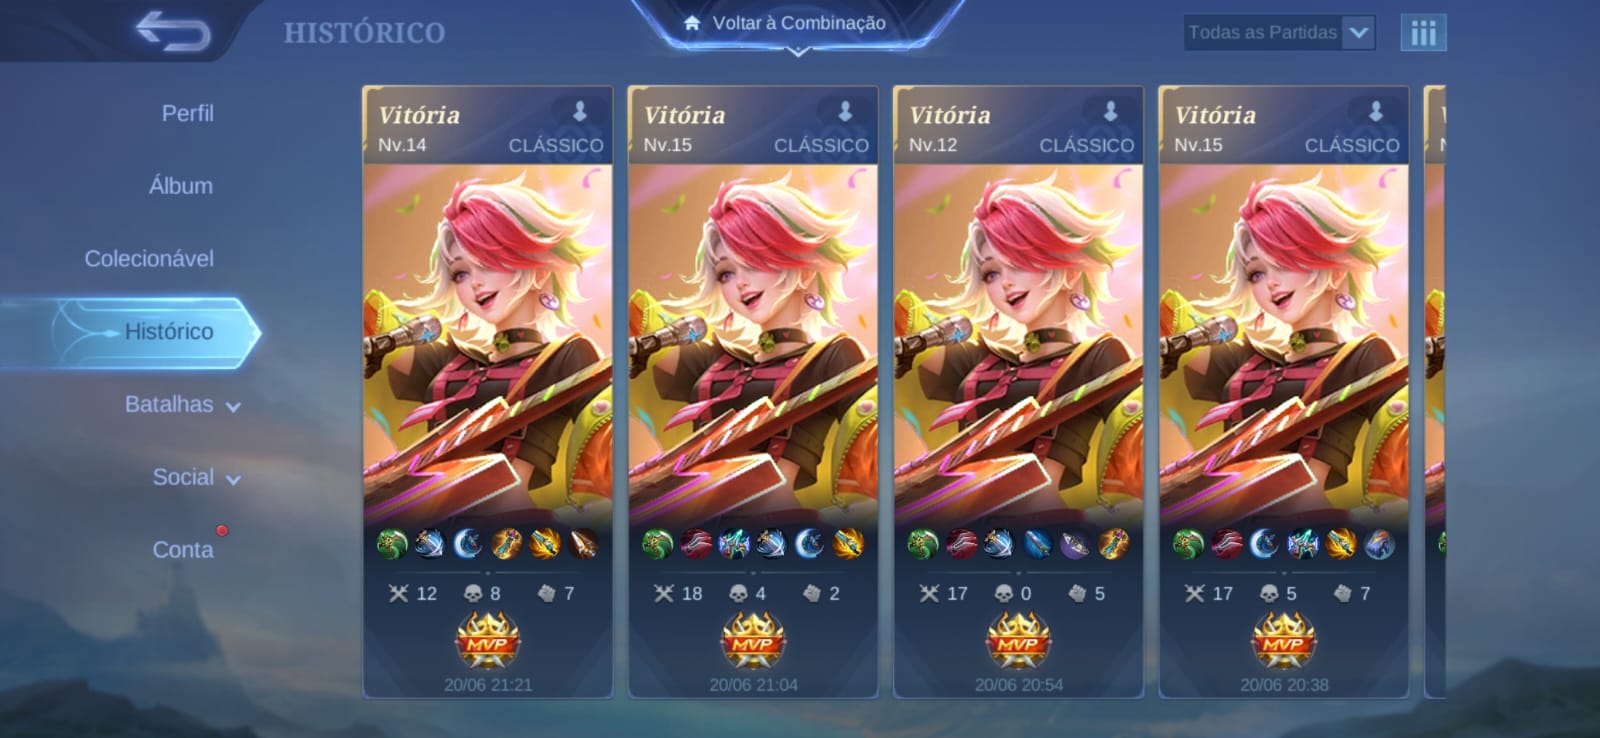 HISTÓRICO
Voltar à Combinação
Todas as Partidas
Perfil
Álbum
Colecionável
Histórico
Batalhas
Social
Conta
Vitória
Nv.14 CLÁSSICO
12 8 7
MVP
20/06 21:21
Vitória
Nv.15 CLÁSSICO
18 4 2
MVP
20/06 21:04
Vitória
Nv.12 CLÁSSICO
17 0 5
MVP
20/06 20:54
Vitória
Nv.15 CLÁSSICO
17 5 7
MVP
20/06 20:38